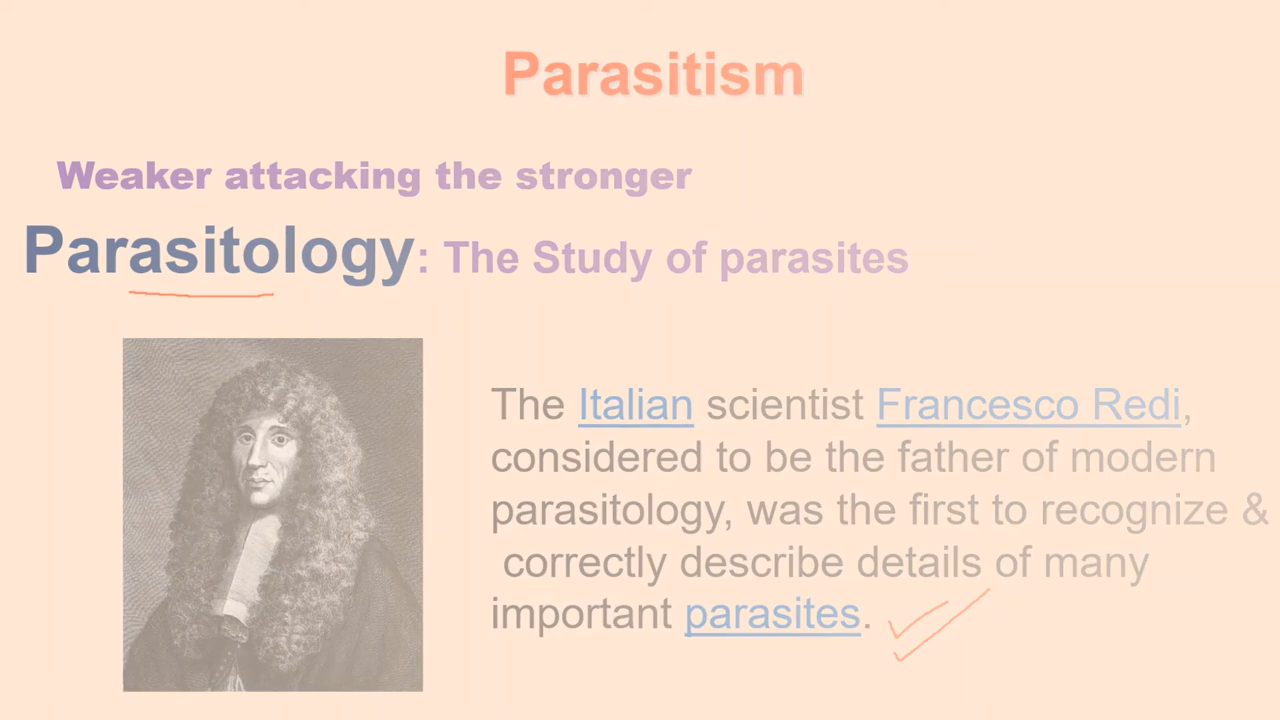 Parasitism
Weaker attacking the stronger
Parasitology: The Study of parasites
The Italian scientist Francesco Redi,
considered to be the father of modern
parasitology, was the first to recognize &
correctly describe details of many
important parasites.